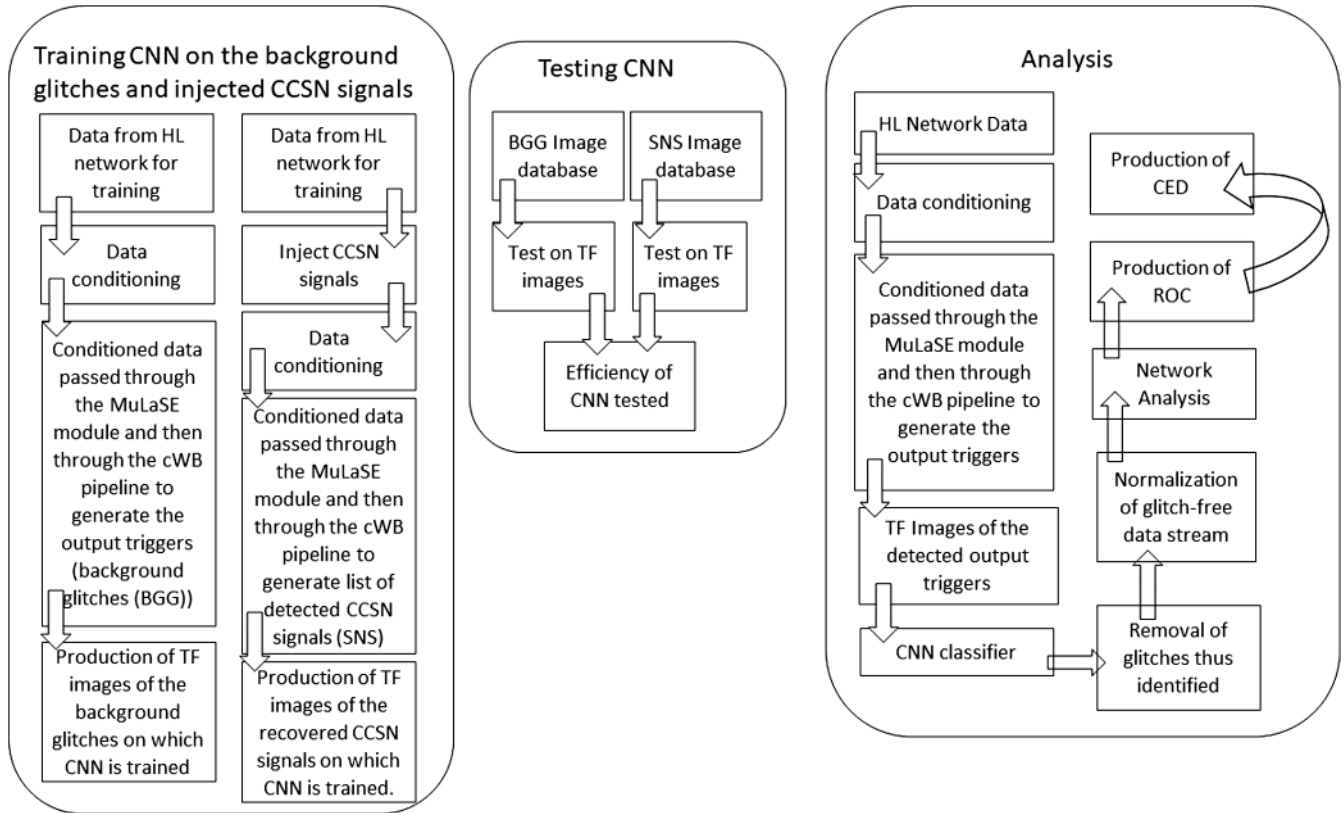 Training CNN on the background
glitches and injected CCSN signals
Data from HL
network for
training
Data
conditioning
Conditioned data
passed through
the MuLaSE
module and then
through the cWB
pipeline to
generate the
output triggers
(background
glitches (BGG))
Production of TF
images of the
background
glitches on which
CNN is trained
Data from HL
network for
training
Inject CCSN
signals
Data
conditioning
Conditioned data
passed through
the MuLaSE
module and then
through the cWB
pipeline to
generate list of
detected CCSN
signals (SNS)
Production of TF
images of the
recovered CCSN
signals on which
CNN is trained.
Testing CNN
BGG Image
database
Test on TF
images
SNS Image
database
Test on TF
images
Efficiency of
CNN tested
Analysis
HL Network Data
Data conditioning
Conditioned data
passed through the
MuLaSE module
and then through
the cWB pipeline to
generate the
output triggers
TF Images of the
detected output
triggers
CNN classifier
Removal of
glitches thus
identified
Normalization
of glitch-free
data stream
Network
Analysis
Production of
ROC
Production of
CED